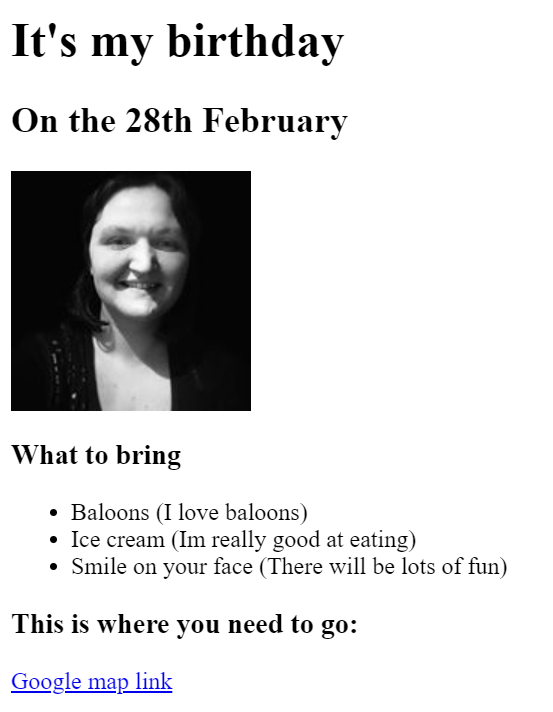 It's my birthday
On the 28th February
What to bring
Baloons (I love baloons)
Ice cream (Im really good at eating)
Smile on your face (There will be lots of fun)
This is where you need to go:
Google map link